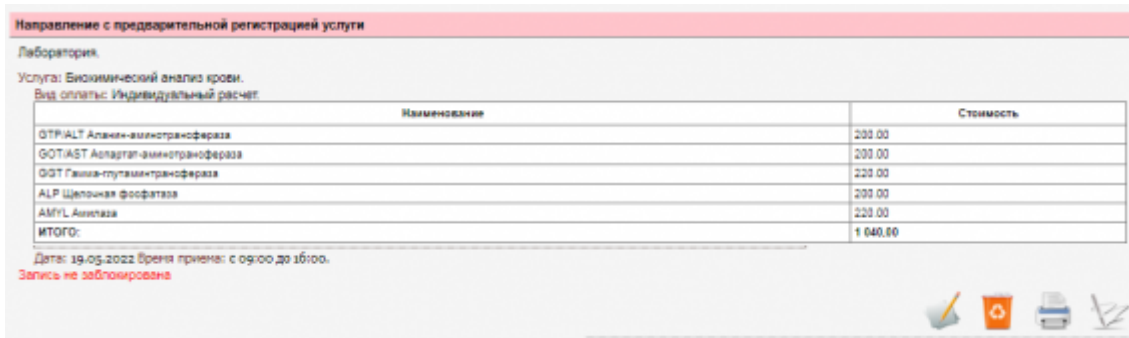 Направление с предварительной регистрацией услуги
Лаборатория.
Услуга: Биохимический анализ крови.
Вид оплаты: Индивидуальный расчет.
Наименование Стоимость
GTP/ALT Аланин-аминотрансфераза 200.00
GOT/AST Аспартат-аминотрансфераза 200.00
GGT Гамма-глутаминтрансфераза 220.00
ALP Щелочная фосфатаза 200.00
AMYL Амилаза 220.00
ИТОГО: 1 040.00
Дата: 19.05.2022 Время приема: с 09:00 до 16:00.
Запись не заблокирована